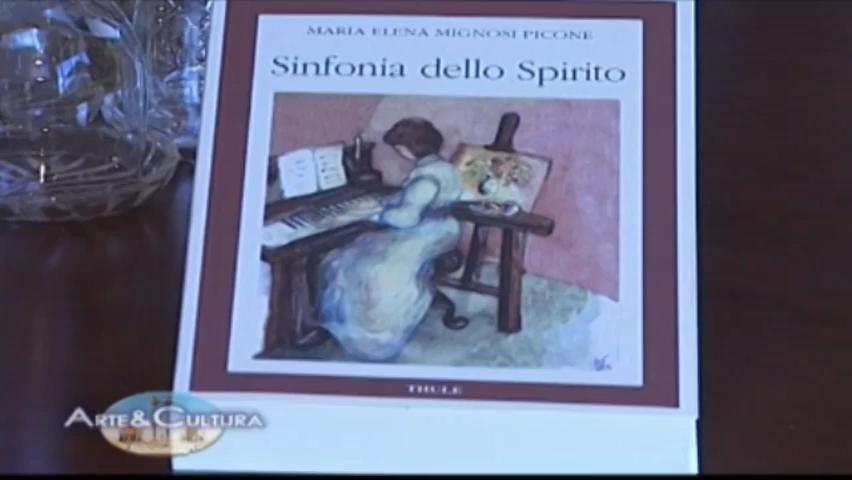 MARIA ELENA MIGNOSI PICONE
Sinfonia dello Spirito
THULE
ARTE&CULTURA